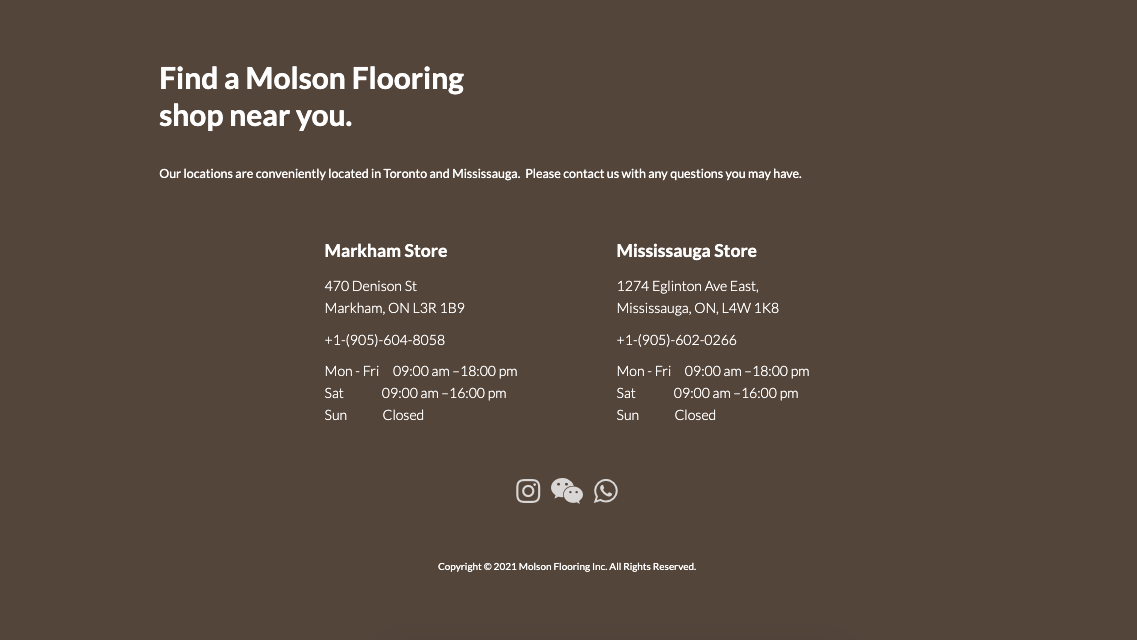 Find a Molson Flooring
shop near you.
Our locations are conveniently located in Toronto and Mississauga.  Please contact us with any questions you may have.
Markham Store
470 Denison St
Markham, ON L3R 1B9
+1-(905)-604-8058
Mon - Fri    09:00 am –18:00 pm
Sat           09:00 am –16:00 pm
Sun          Closed
Mississauga Store
1274 Eglinton Ave East,
Mississauga, ON, L4W 1K8
+1-(905)-602-0266
Mon - Fri    09:00 am –18:00 pm
Sat           09:00 am –16:00 pm
Sun          Closed
Copyright © 2021 Molson Flooring Inc. All Rights Reserved.